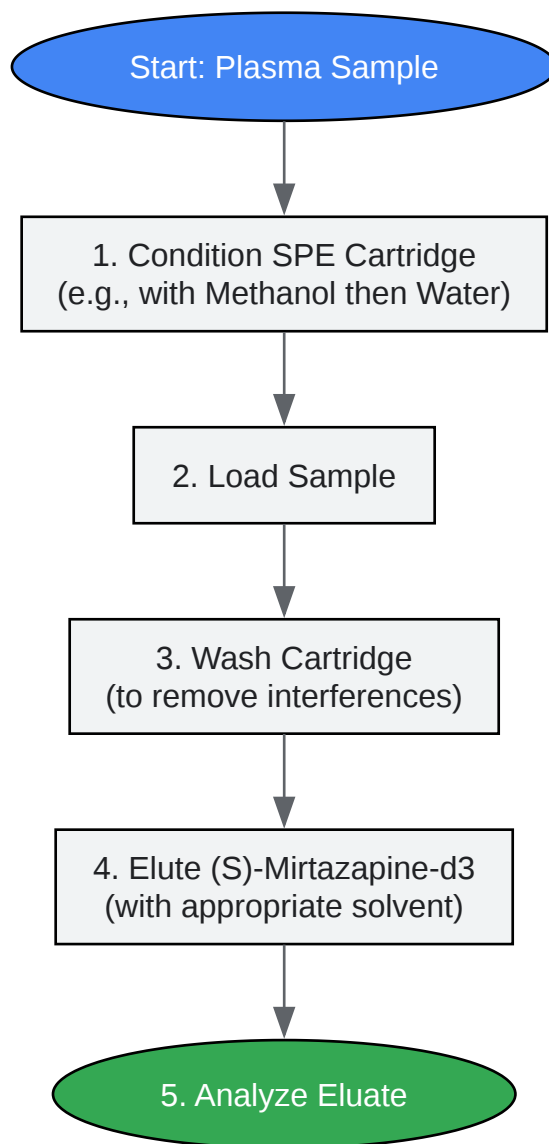 Start: Plasma Sample
1. Condition SPE Cartridge
(e.g., with Methanol then Water)
2. Load Sample
3. Wash Cartridge
(to remove interferences)
4. Elute (S)-Mirtazapine-d3
(with appropriate solvent)
5. Analyze Eluate